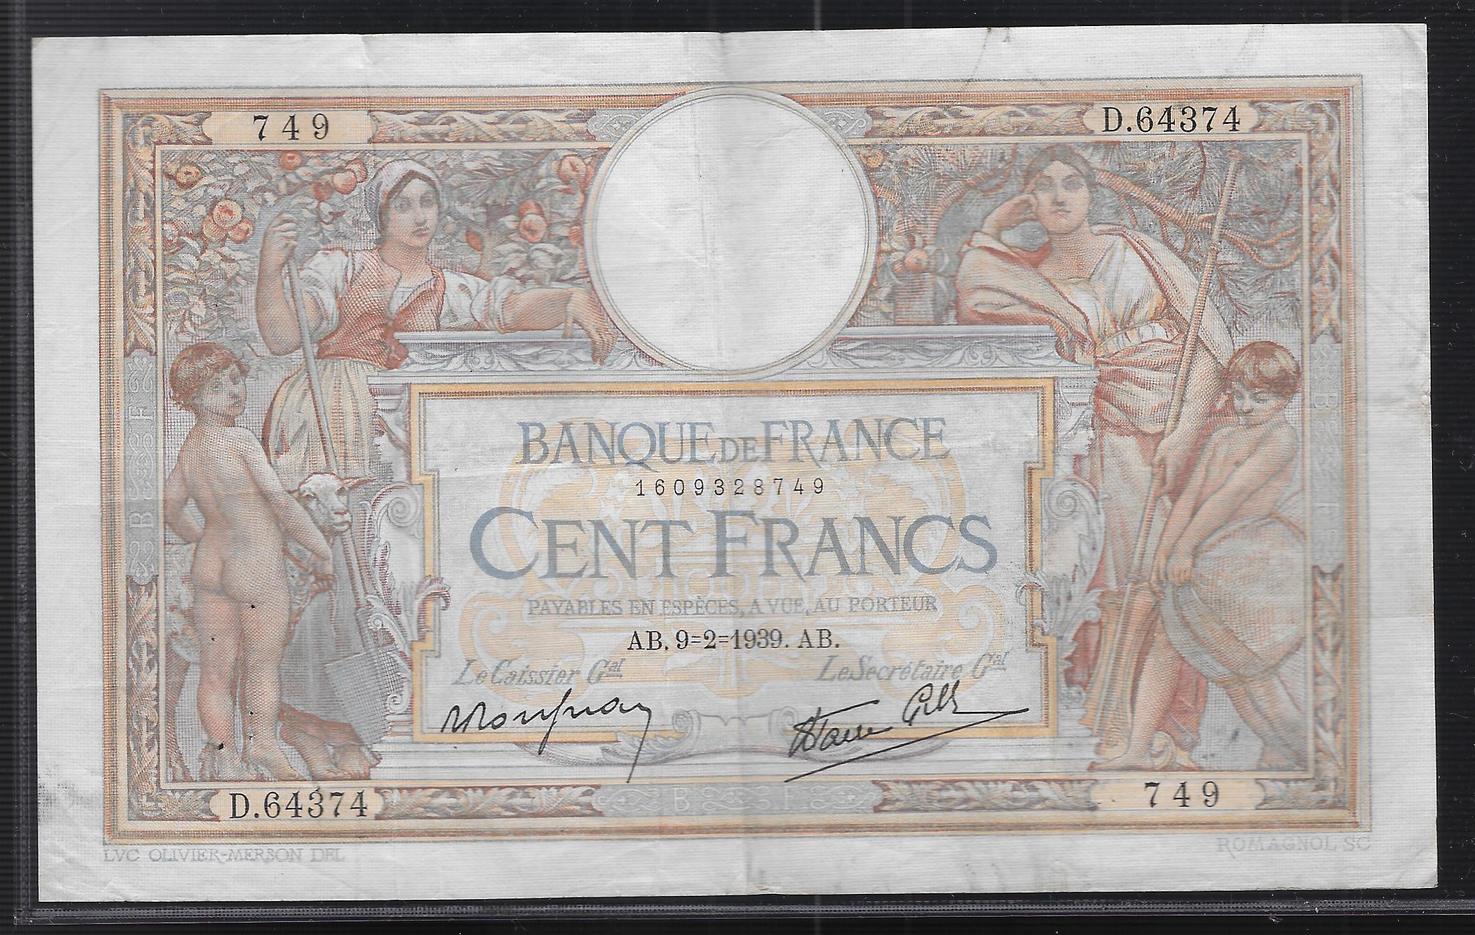 749
D.64374
BANQUE DE FRANCE
1609328749
CENT FRANCS
PAYABLES EN ESPÈCES, A VUE, AU PORTEUR
AB. 9=2=1939. AB.
Le Caissier Gal
Le Secrétaire Gral
D.64374
B
749
LVC OLIVIER-MERSON DEL
ROMAGNOL SC